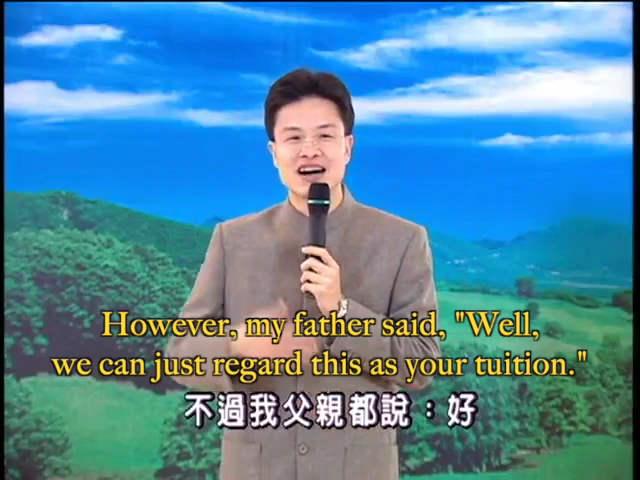 However, my father said, "Well,
we can just regard this as your tuition."
不過我父親都說：好